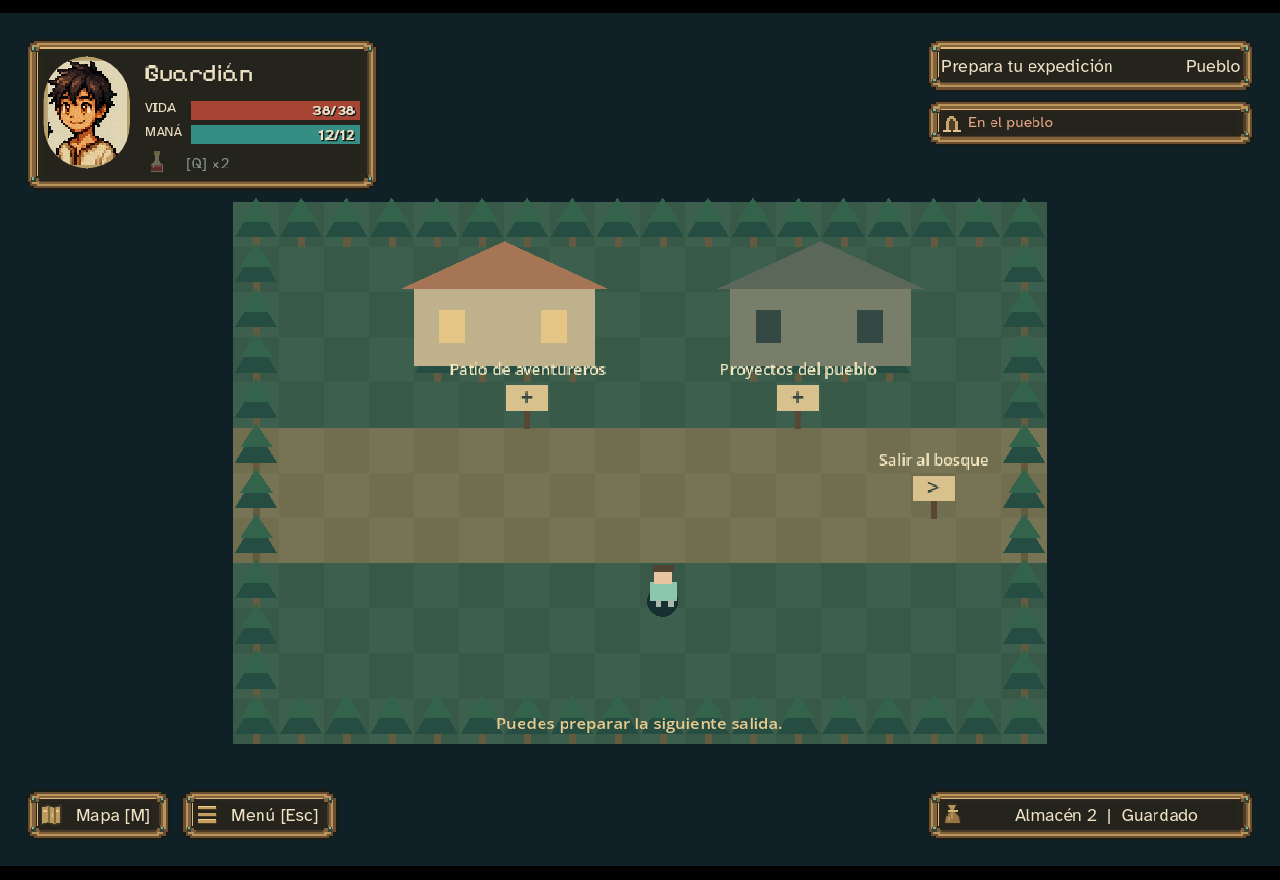 Guardián
VIDA 38/38
MANÁ 12/12
[Q] x2
Prepara tu expedición Pueblo
En el pueblo
Patio de aventureros
+
Proyectos del pueblo
+
Salir al bosque
>
Puedes preparar la siguiente salida.
Mapa [M]
Menú [Esc]
Almacén 2 | Guardado